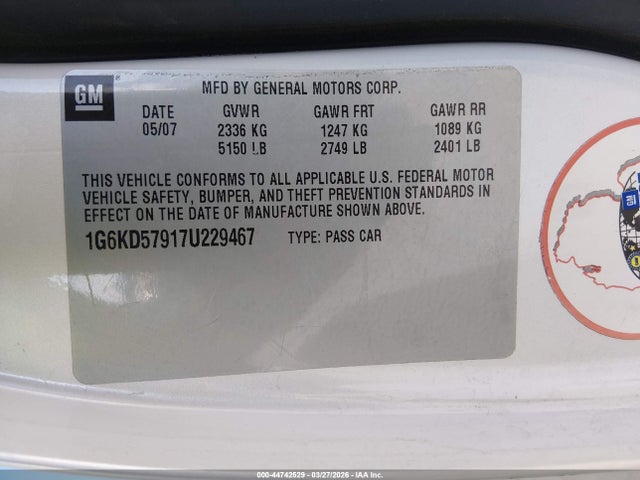 GM
MFD BY GENERAL MOTORS CORP.
DATE GVWR GAWR FRT GAWR RR
05/07 2336 KG 1247 KG 1089 KG
5150 LB 2749 LB 2401 LB
THIS VEHICLE CONFORMS TO ALL APPLICABLE U.S. FEDERAL MOTOR
VEHICLE SAFETY, BUMPER, AND THEFT PREVENTION STANDARDS IN
EFFECT ON THE DATE OF MANUFACTURE SHOWN ABOVE.
1G6KD57917U229467 TYPE: PASS CAR
GM
000-44742529 - 03/27/2026 - IAA Inc.